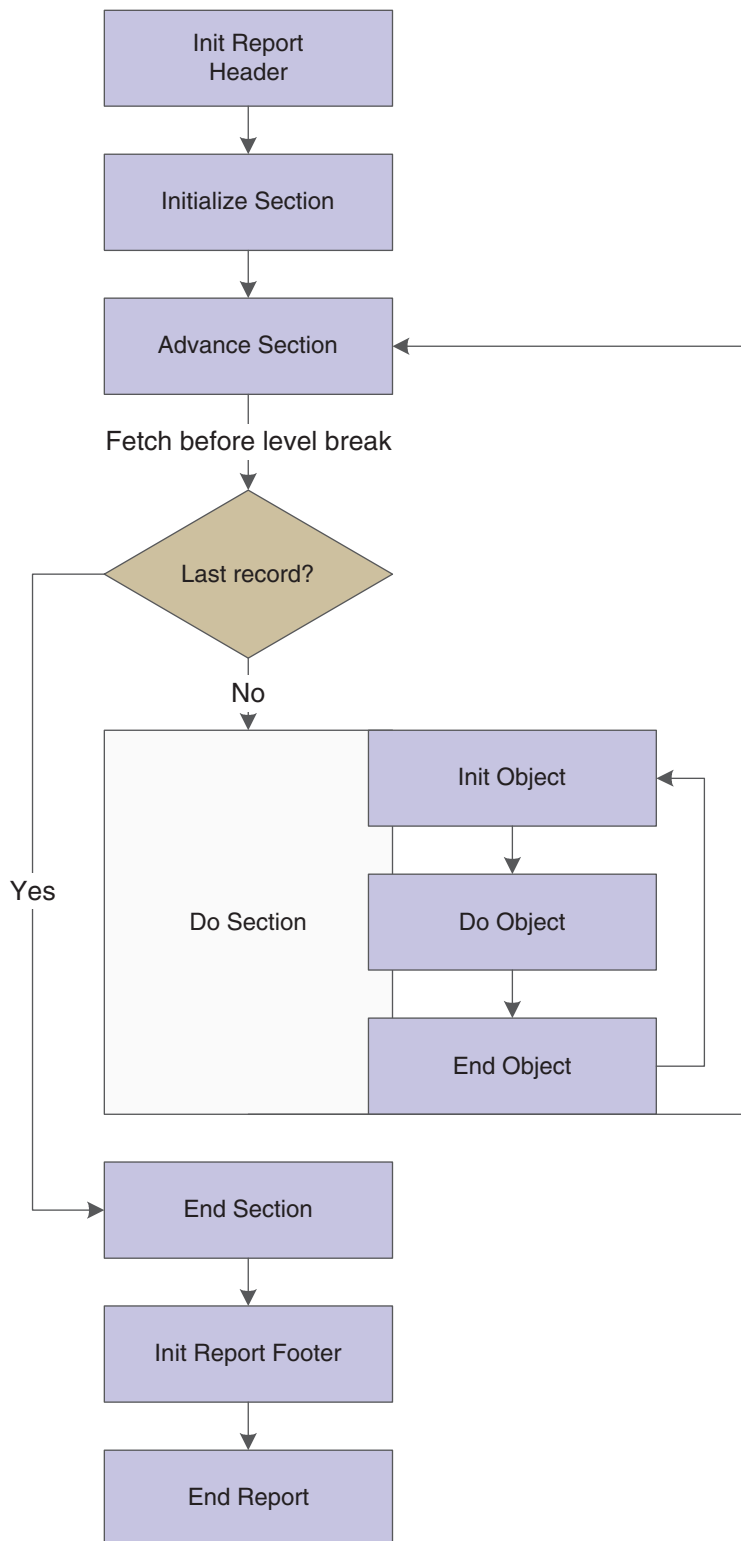 Init Report
Header
Initialize Section
Advance Section
Fetch before level break
Last record?
No
Init Object
Yes
Do Section
Do Object
End Object
End Section
Init Report Footer
End Report